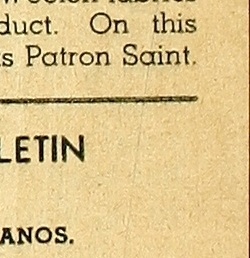 duct. On this
s Patron Saint.
LETIN
ANOS.